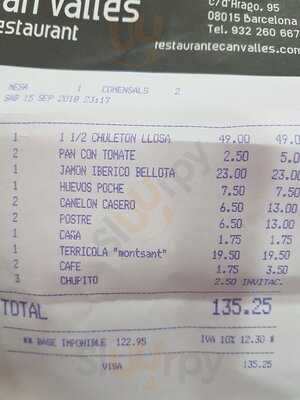 can Valles
c/d'Aragó, 95
08015 Barcelona
restaurant
Tel. 932 260 667
restaurantecanvalles.com
MESA 1 COMENSALS 2
SAB 15 SEP 2018 23:17
1 1 1/2 CHULETON LLOSA 49.00 49.0
2 PAN CON TOMATE 2.50 5.0
1 JAMON IBERICO BELLOTA 23.00 23.00
1 HUEVOS POCHE 7.50 7.50
2 CANELON CASERO 6.50 13.00
2 POSTRE 6.50 13.00
1 CAÑA 1.75 1.75
1 TERRICOLA "montsant" 19.50 19.50
2 CAFE 1.75 3.50
3 CHUPITO 2.50 INVITAC.
TOTAL 135.25
** BASE IMPONIBLE 122.95 IVA 10% 12.30 *
VISA 135.25
sluurpy